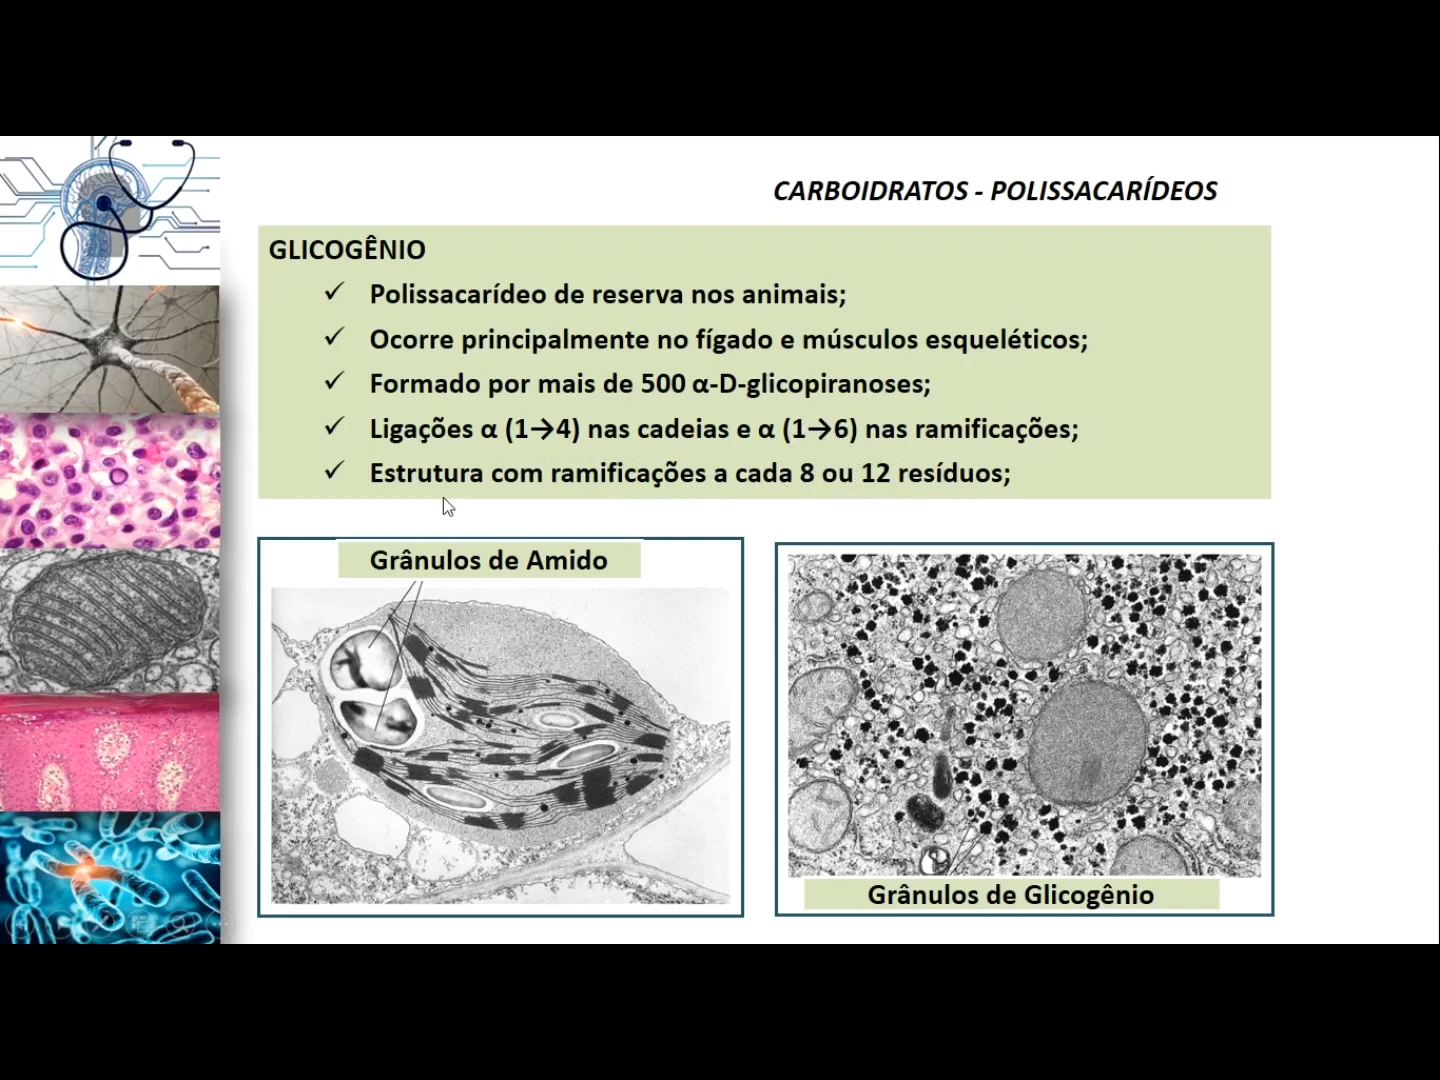 CARBOIDRATOS - POLISSACARÍDEOS
GLICOGÊNIO
✓ Polissacarídeo de reserva nos animais;
✓ Ocorre principalmente no fígado e músculos esqueléticos;
✓ Formado por mais de 500 α-D-glicopiranoses;
✓ Ligações α (1→4) nas cadeias e α (1→6) nas ramificações;
✓ Estrutura com ramificações a cada 8 ou 12 resíduos;
Grânulos de Amido
Grânulos de Glicogênio